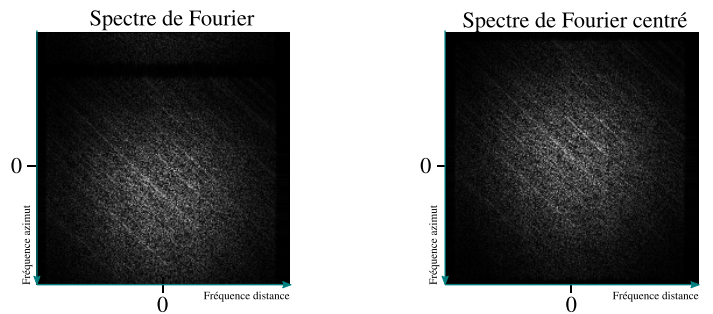 Spectre de Fourier
0
Fréquence azimut
Fréquence distance
0
Spectre de Fourier centré
0
Fréquence azimut
Fréquence distance
0